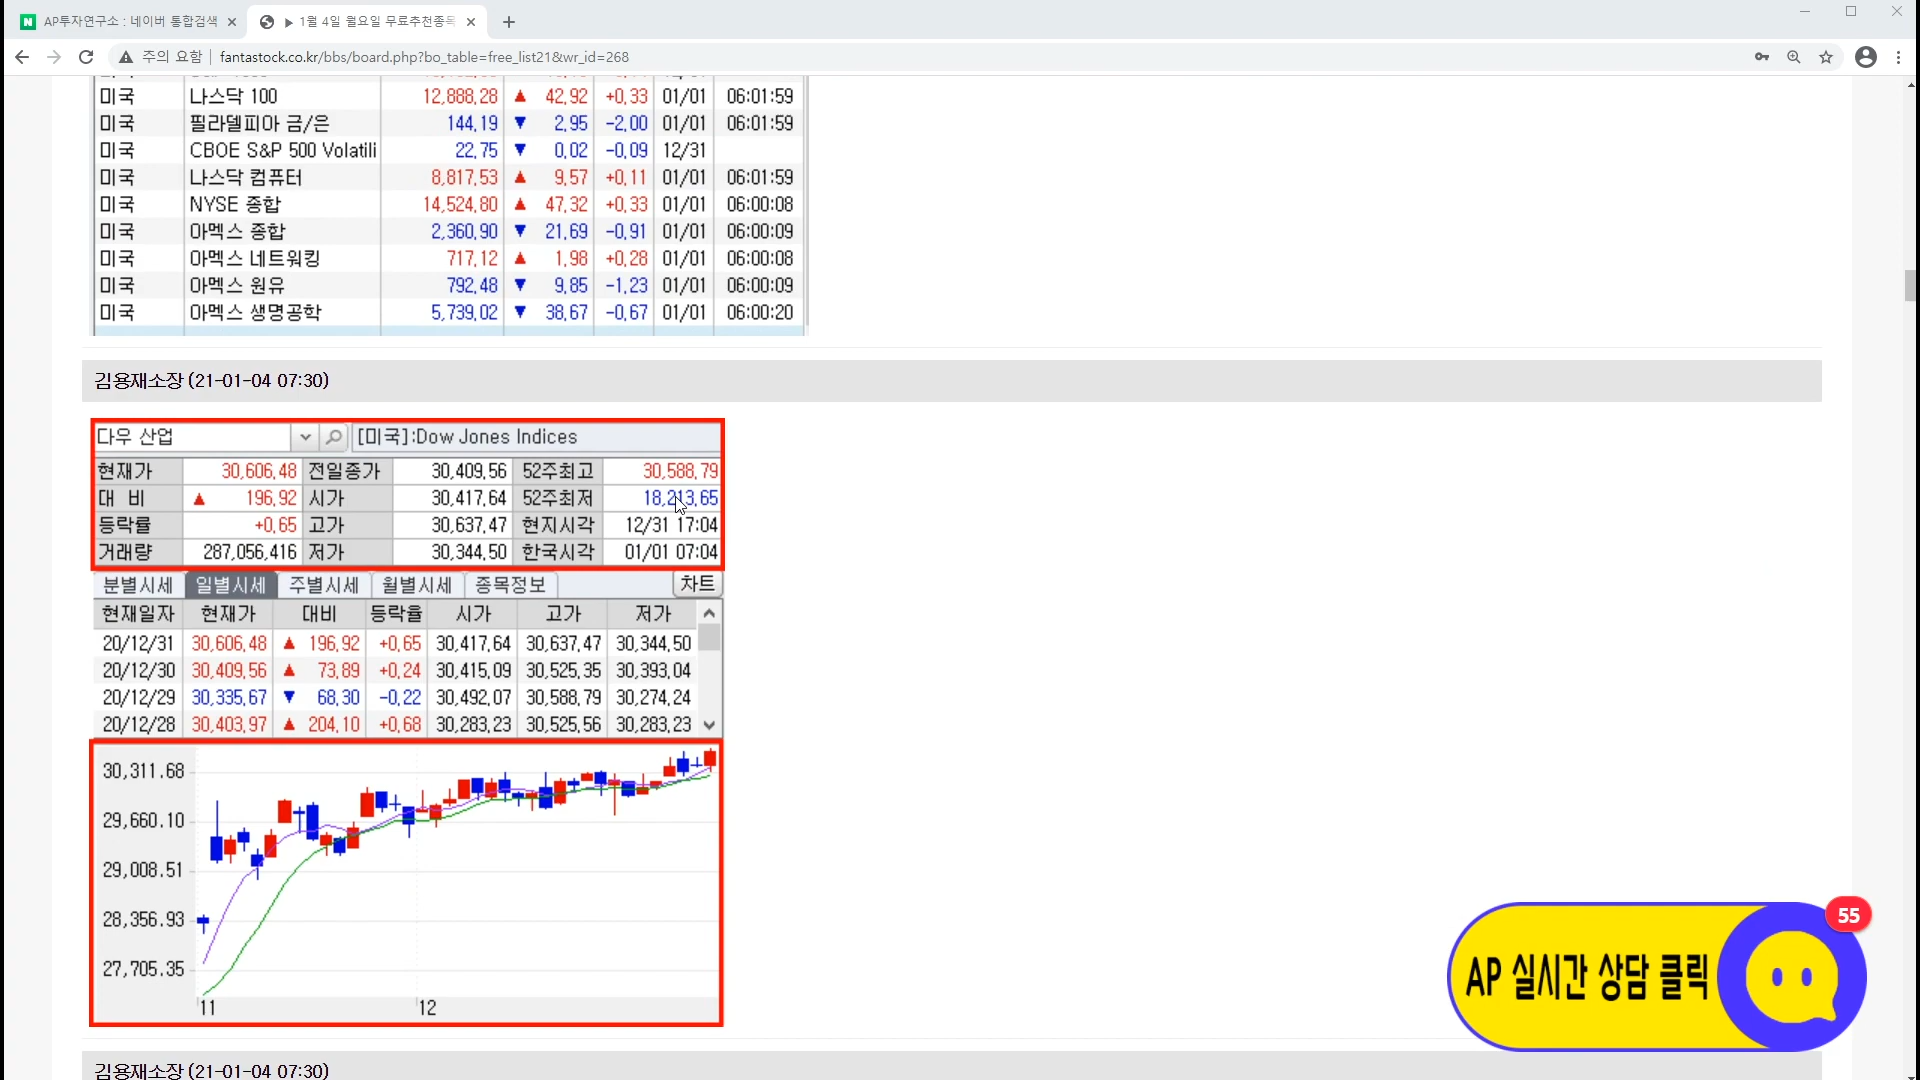 AP투자연구소 : 네이버 통합검색
▶ 1월 4일 월요일 무료추천종목
주의 요함 | fantastock.co.kr/bbs/board.php?bo_table=free_list21&wr_id=268
미국 나스닥 100 12,888.28 ▲ 42.92 +0.33 01/01 06:01:59
미국 필라델피아 금/은 144.19 ▼ 2.95 -2.00 01/01 06:01:59
미국 CBOE S&P 500 Volatili 22.75 ▼ 0.02 -0.09 12/31
미국 나스닥 컴퓨터 8,817.53 ▲ 9.57 +0.11 01/01 06:01:59
미국 NYSE 종합 14,524.80 ▲ 47.32 +0.33 01/01 06:00:08
미국 아멕스 종합 2,360.90 ▼ 21.69 -0.91 01/01 06:00:09
미국 아멕스 네트워킹 717.12 ▲ 1.98 +0.28 01/01 06:00:08
미국 아멕스 원유 792.48 ▼ 9.85 -1.23 01/01 06:00:09
미국 아멕스 생명공학 5,739.02 ▼ 38.67 -0.67 01/01 06:00:20
김용재소장 (21-01-04 07:30)
다우 산업 [미국]:Dow Jones Indices
현재가 30,606.48 전일종가 30,409.56 52주최고 30,588.79
대 비 ▲ 196.92 시가 30,417.64 52주최저 18,213.65
등락률 +0.65 고가 30,637.47 현지시각 12/31 17:04
거래량 287,056,416 저가 30,344.50 한국시각 01/01 07:04
분별시세 일별시세 주별시세 월별시세 종목정보 차트
현재일자 현재가 대비 등락율 시가 고가 저가
20/12/31 30,606.48 ▲ 196.92 +0.65 30,417.64 30,637.47 30,344.50
20/12/30 30,409.56 ▲ 73.89 +0.24 30,415.09 30,525.35 30,393.04
20/12/29 30,335.67 ▼ 68.30 -0.22 30,492.07 30,588.79 30,274.24
20/12/28 30,403.97 ▲ 204.10 +0.68 30,283.23 30,525.56 30,283.23
30,311.68
29,660.10
29,008.51
28,356.93
27,705.35
11 12
55
AP 실시간 상담 클릭
김용재소장 (21-01-04 07:30)